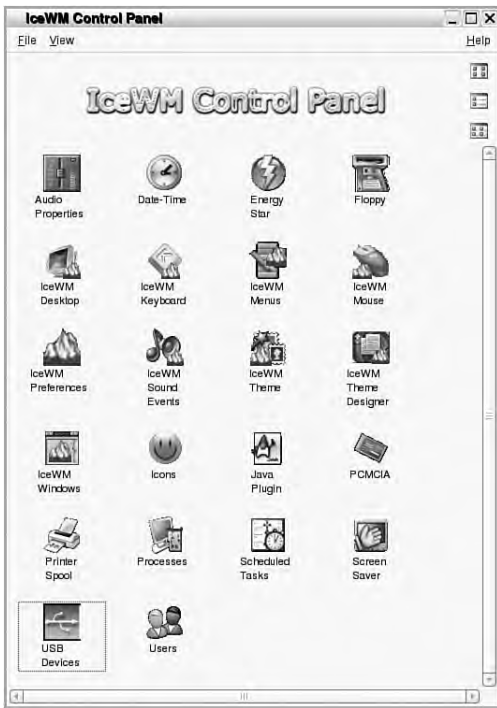 IceWM Control Panel
File View Help
IceWM Control Panel
Audio Properties
Date-Time
Energy Star
Floppy
IceWM Desktop
IceWM Keyboard
IceWM Menus
IceWM Mouse
IceWM Preferences
IceWM Sound Events
IceWM Theme
IceWM Theme Designer
IceWM Windows
Icons
Java Plugin
PCMCIA
Printer Spool
Processes
Scheduled Tasks
Screen Saver
USB Devices
Users